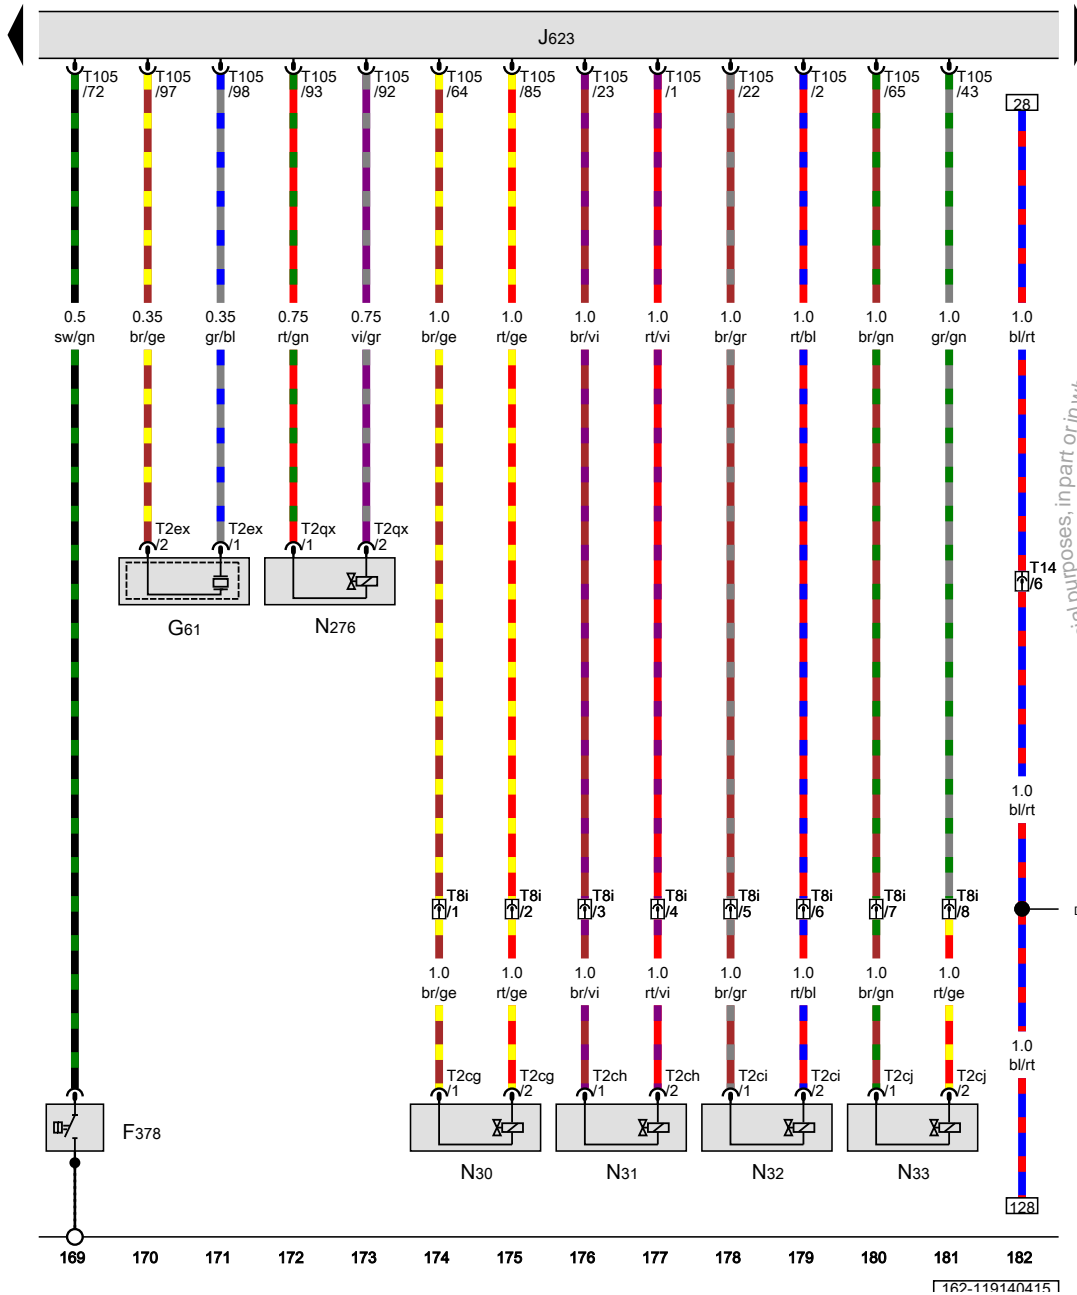 J623
T105 T105 T105 T105 T105 T105 T105 T105 T105 T105 T105 T105 T105
/72 /97 /98 /93 /92 /64 /85 /23 /1 /22 /2 /65 /43
28
0.5 0.35 0.35 0.75 0.75 1.0 1.0 1.0 1.0 1.0 1.0 1.0 1.0 1.0
sw/gn br/ge gr/bl rt/gn vi/gr br/ge rt/ge br/vi rt/vi br/gr rt/bl br/gn gr/gn bl/rt
T2ex T2ex T2qx T2qx
/2 /1 /1 /2
T14
/6
G61 N276
purposes, in part or in wh
1.0
bl/rt
T8i T8i T8i T8i T8i T8i T8i T8i
/1 /2 /3 /4 /5 /6 /7 /8
1.0 1.0 1.0 1.0 1.0 1.0 1.0 1.0
br/ge rt/ge br/vi rt/vi br/gr rt/bl br/gn rt/ge
1.0
bl/rt
T2cg T2cg T2ch T2ch T2ci T2ci T2cj T2cj
/1 /2 /1 /2 /1 /2 /1 /2
F378
N30 N31 N32 N33
128
169 170 171 172 173 174 175 176 177 178 179 180 181 182
162-119140415